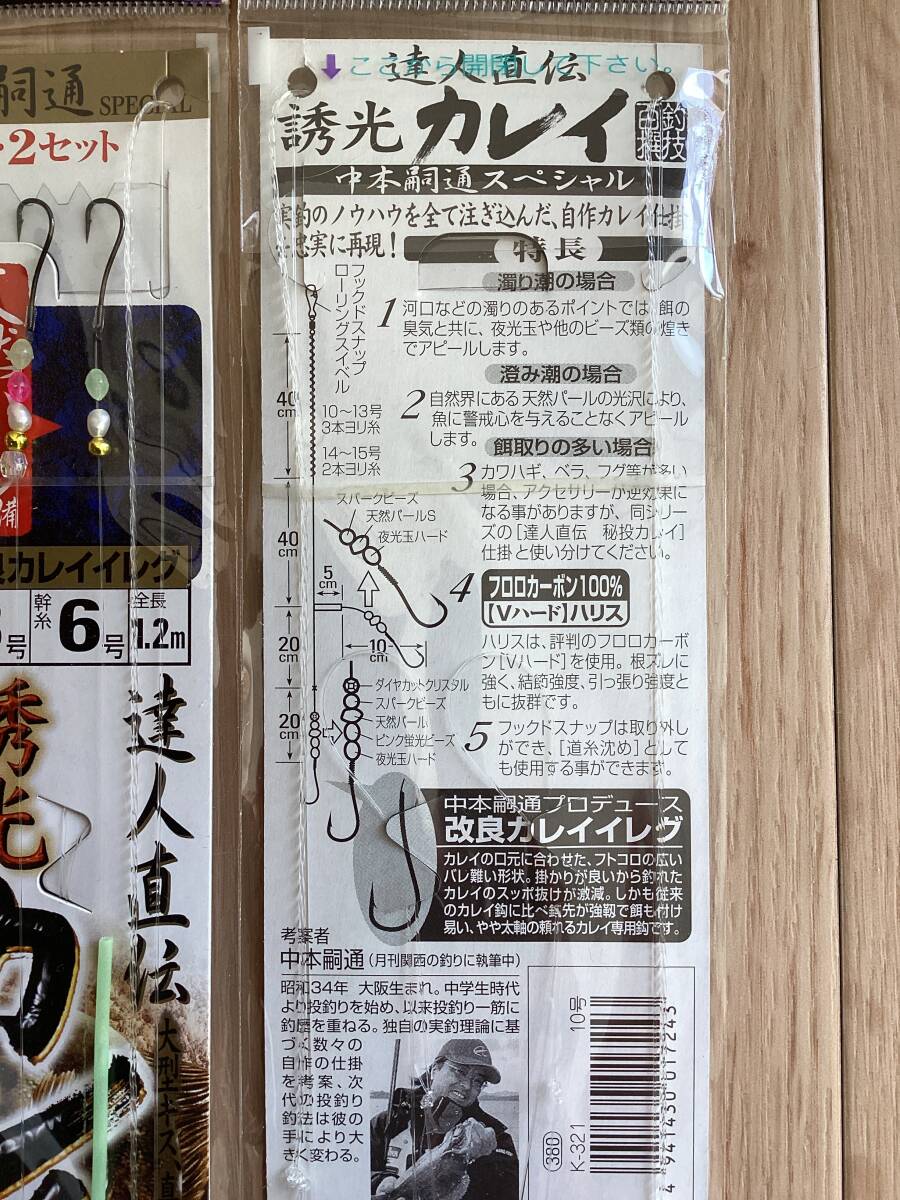 嗣通 SPECIAL
・2セット
良カレイイレグ
号
幹糸
6号
全長
1.2m
誘光
達人直伝
大型キス、
ここから開閉して下さい。
達人直伝
誘光カレイ
釣技百撰
中本嗣通スペシャル
実釣のノウハウを全て注ぎ込んだ、自作カレイ仕掛
に忠実に再現!
特長
フックドスナップ
ローリングスイベル
40cm
10〜13号
3本ヨリ糸
14〜15号
2本ヨリ糸
スパークビーズ
天然パールS
夜光玉ハード
40cm
5cm
20cm
10cm
20cm
ダイヤカットクリスタル
スパークビーズ
天然パール
ピンク蛍光ビーズ
夜光玉ハード
濁り潮の場合
1 河口などの濁りのあるポイントでは、餌の
臭気と共に、夜光玉や他のビーズ類の煌き
でアピールします。
澄み潮の場合
2 自然界にある天然パールの光沢により、
魚に警戒心を与えることなくアピール
します。
餌取りの多い場合
3 カワハギ、ベラ、フグ等が多い
場合、アクセサリーが逆効果に
なる事がありますが、同シリー
ズの[達人直伝 秘投カレイ]
仕掛と使い分けてください。
4 フロロカーボン100%
【Vハード】ハリス
ハリスは、評判のフロロカーボ
ン[Vハード]を使用。根ズレに
強く、結節強度、引っ張り強度と
もに抜群です。
5 フックドスナップは取り外し
ができ、[道糸沈め]として
も使用する事ができます。
中本嗣通プロデュース
改良カレイイレグ
カレイの口元に合わせた、フトコロの広い
バレ難い形状。掛かりが良いから釣れた
カレイのスッポ抜けが激減。しかも従来
のカレイ鈎に比べ鈎先が強靭で餌も付け
易い、やや太軸の頼れるカレイ専用鈎です。
考案者
中本嗣通(月刊関西の釣りに執筆中)
昭和34年 大阪生まれ。中学生時代
より投釣りを始め、以来投釣り一筋に
釣歴を重ねる。独自の実釣理論に基
づく数々の
自作の仕掛
を考案、次
代の投釣り
釣法は彼の
手により大
きく変わる。
10号
380
K-321
4 941430 017243